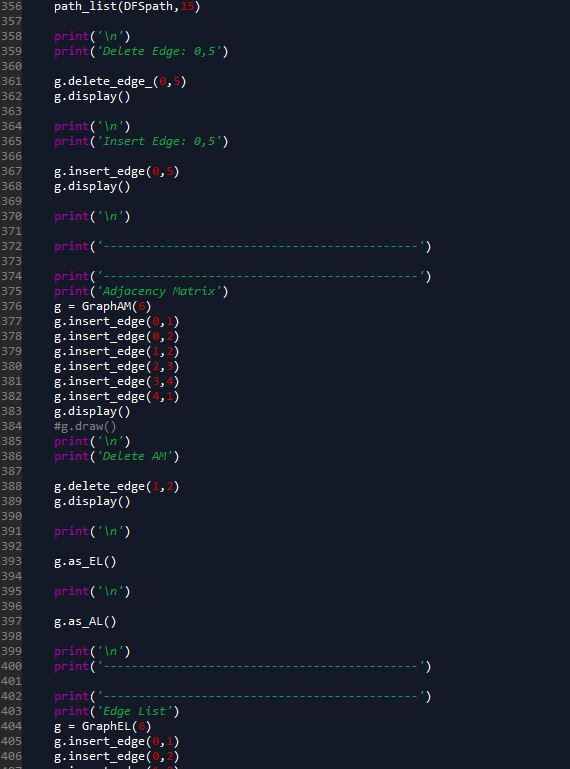 356 path_list(DFSpath,15)
357
358 print('\n')
359 print('Delete Edge: 0,5')
360
361 g.delete_edge_(0,5)
362 g.display()
363
364 print('\n')
365 print('Insert Edge: 0,5')
366
367 g.insert_edge(0,5)
368 g.display()
369
370 print('\n')
371
372 print('---------------------------------------------')
373
374 print('---------------------------------------------')
375 print('Adjacency Matrix')
376 g = GraphAM(6)
377 g.insert_edge(0,1)
378 g.insert_edge(0,2)
379 g.insert_edge(1,2)
380 g.insert_edge(2,3)
381 g.insert_edge(3,4)
382 g.insert_edge(4,1)
383 g.display()
384 #g.draw()
385 print('\n')
386 print('Delete AM')
387
388 g.delete_edge(1,2)
389 g.display()
390
391 print('\n')
392
393 g.as_EL()
394
395 print('\n')
396
397 g.as_AL()
398
399 print('\n')
400 print('---------------------------------------------')
401
402 print('---------------------------------------------')
403 print('Edge List')
404 g = GraphEL(6)
405 g.insert_edge(0,1)
406 g.insert_edge(0,2)